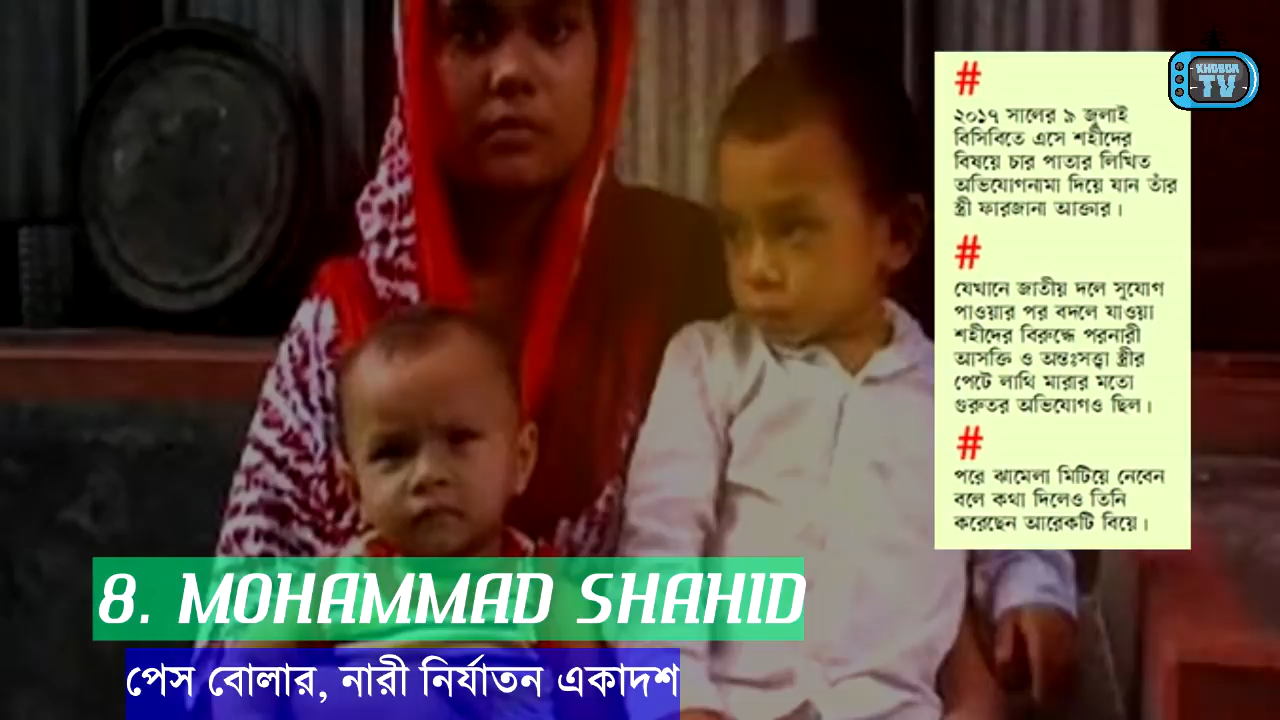 KHOBOR
TV
#
২০১৭ সালের ৯ জুলাই
বিসিবিতে এসে শহীদের
বিষয়ে চার পাতার লিখিত
অভিযোগনামা দিয়ে যান তাঁর
স্ত্রী ফারজানা আক্তার।
#
যেখানে জাতীয় দলে সুযোগ
পাওয়ার পর বদলে যাওয়া
শহীদের বিরুদ্ধে পরনারী
আসক্তি ও অন্তঃসত্ত্বা স্ত্রীর
পেটে লাথি মারার মতো
গুরুতর অভিযোগও ছিল।
#
পরে ঝামেলা মিটিয়ে নেবেন
বলে কথা দিলেও তিনি
করেছেন আরেকটি বিয়ে।
8. MOHAMMAD SHAHID
পেস বোলার, নারী নির্যাতন একাদশ